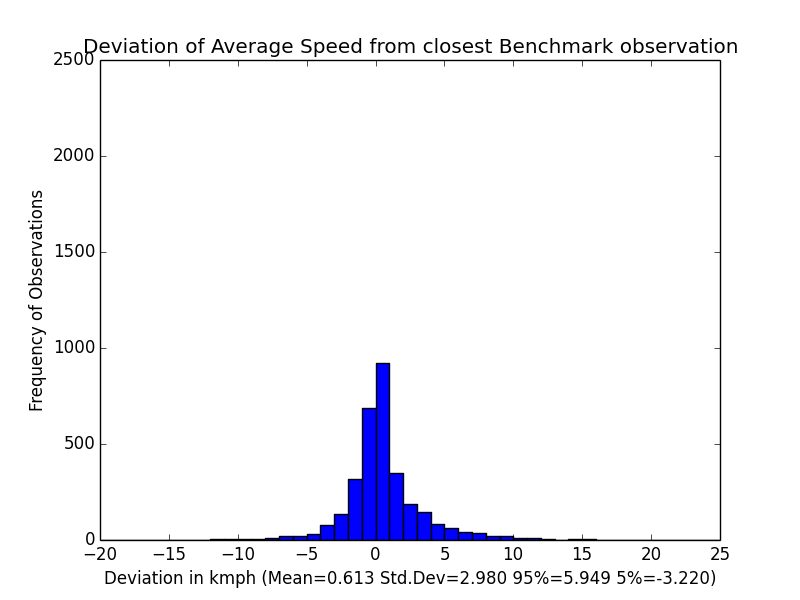 Deviation of Average Speed from closest Benchmark observation
2500
2000
1500
1000
500
0
Frequency of Observations
−20 −15 −10 −5 0 5 10 15 20 25
Deviation in kmph (Mean=0.613 Std.Dev=2.980 95%=5.949 5%=-3.220)